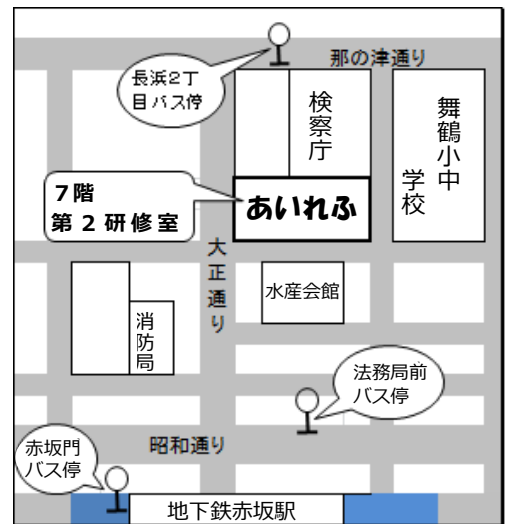 那の津通り
長浜2丁
目バス停
検察庁
舞鶴小中
学校
7階
第2研修室
あいれふ
大正通り
水産会館
消防局
法務局前
バス停
昭和通り
赤坂門
バス停
地下鉄赤坂駅